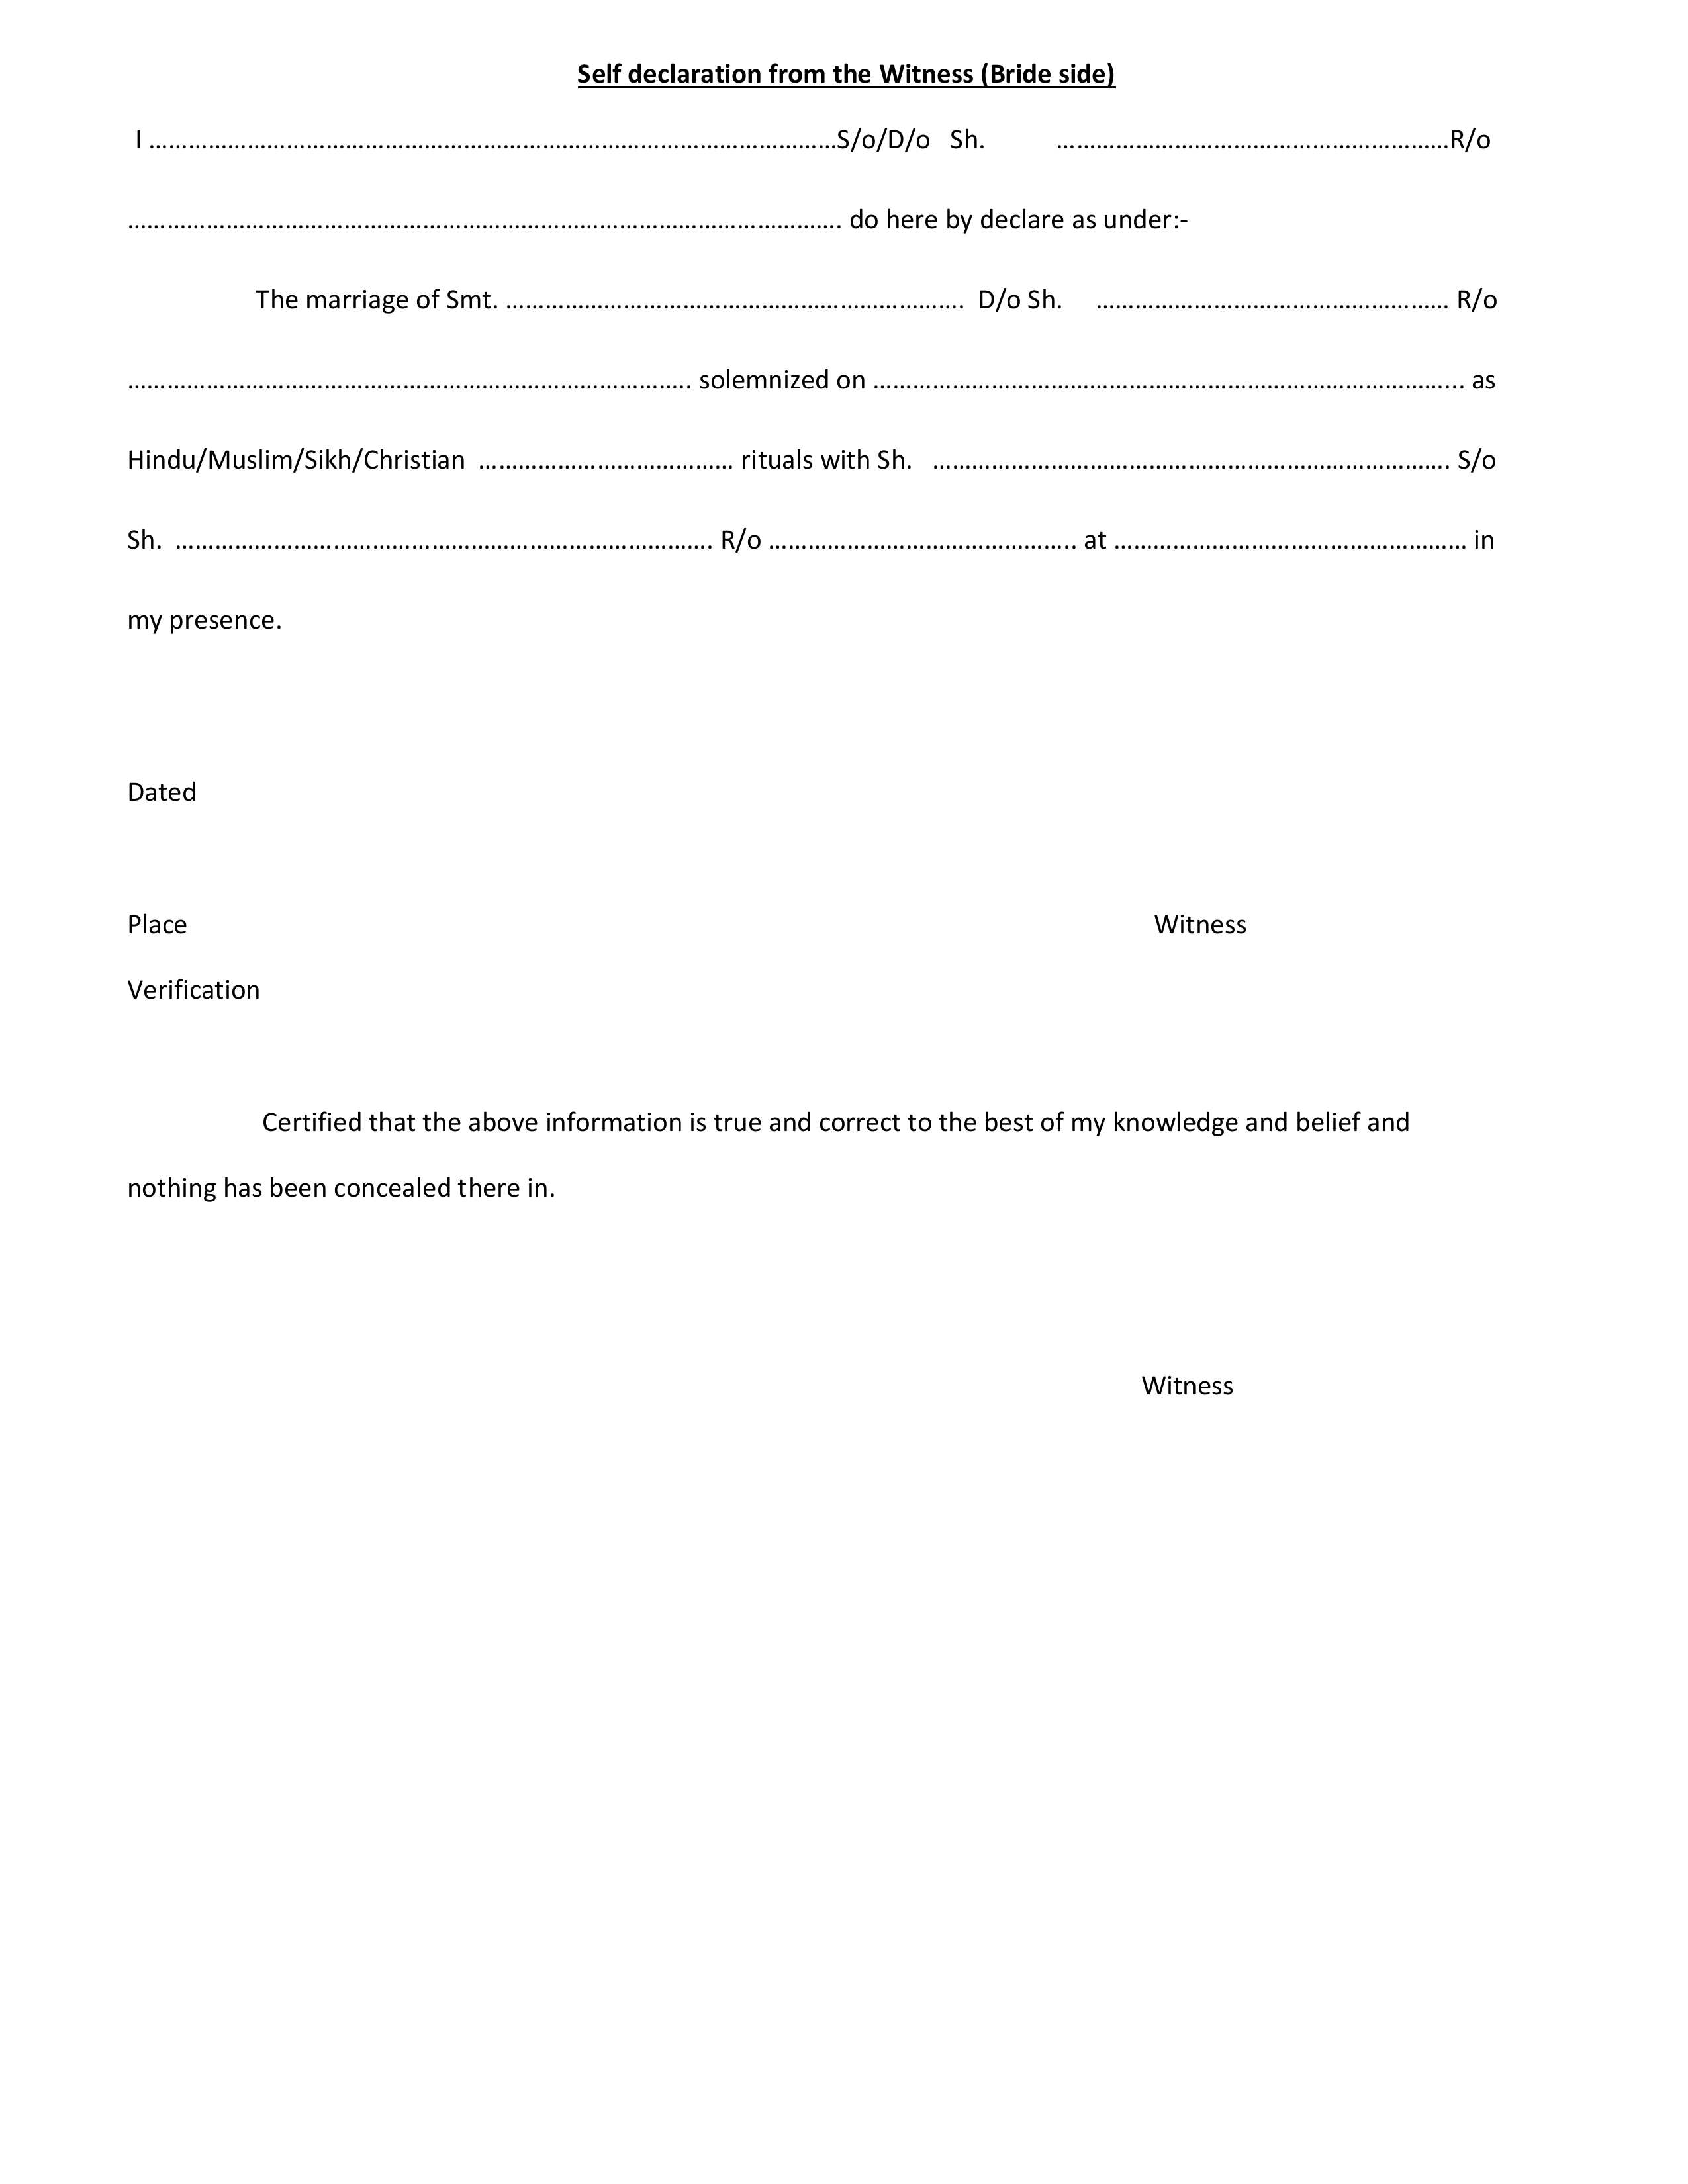 Self declaration from the Witness (Bride side)
I ……………………………………………………………………………………………S/o/D/o Sh. ……………………………………………………R/o
………………………………………………………………………………………………. do here by declare as under:-
The marriage of Smt. ……………………………………………………………. D/o Sh. ……………………………………………… R/o
…………………………………………………………………………. solemnized on ……………………………………………………………………………... as
Hindu/Muslim/Sikh/Christian ………………………………… rituals with Sh. ……………………………………………………………………. S/o
Sh. ………………………………………………………………………. R/o ……………………………………….. at ……………………………………………… in
my presence.
Dated
Place Witness
Verification
Certified that the above information is true and correct to the best of my knowledge and belief and
nothing has been concealed there in.
Witness